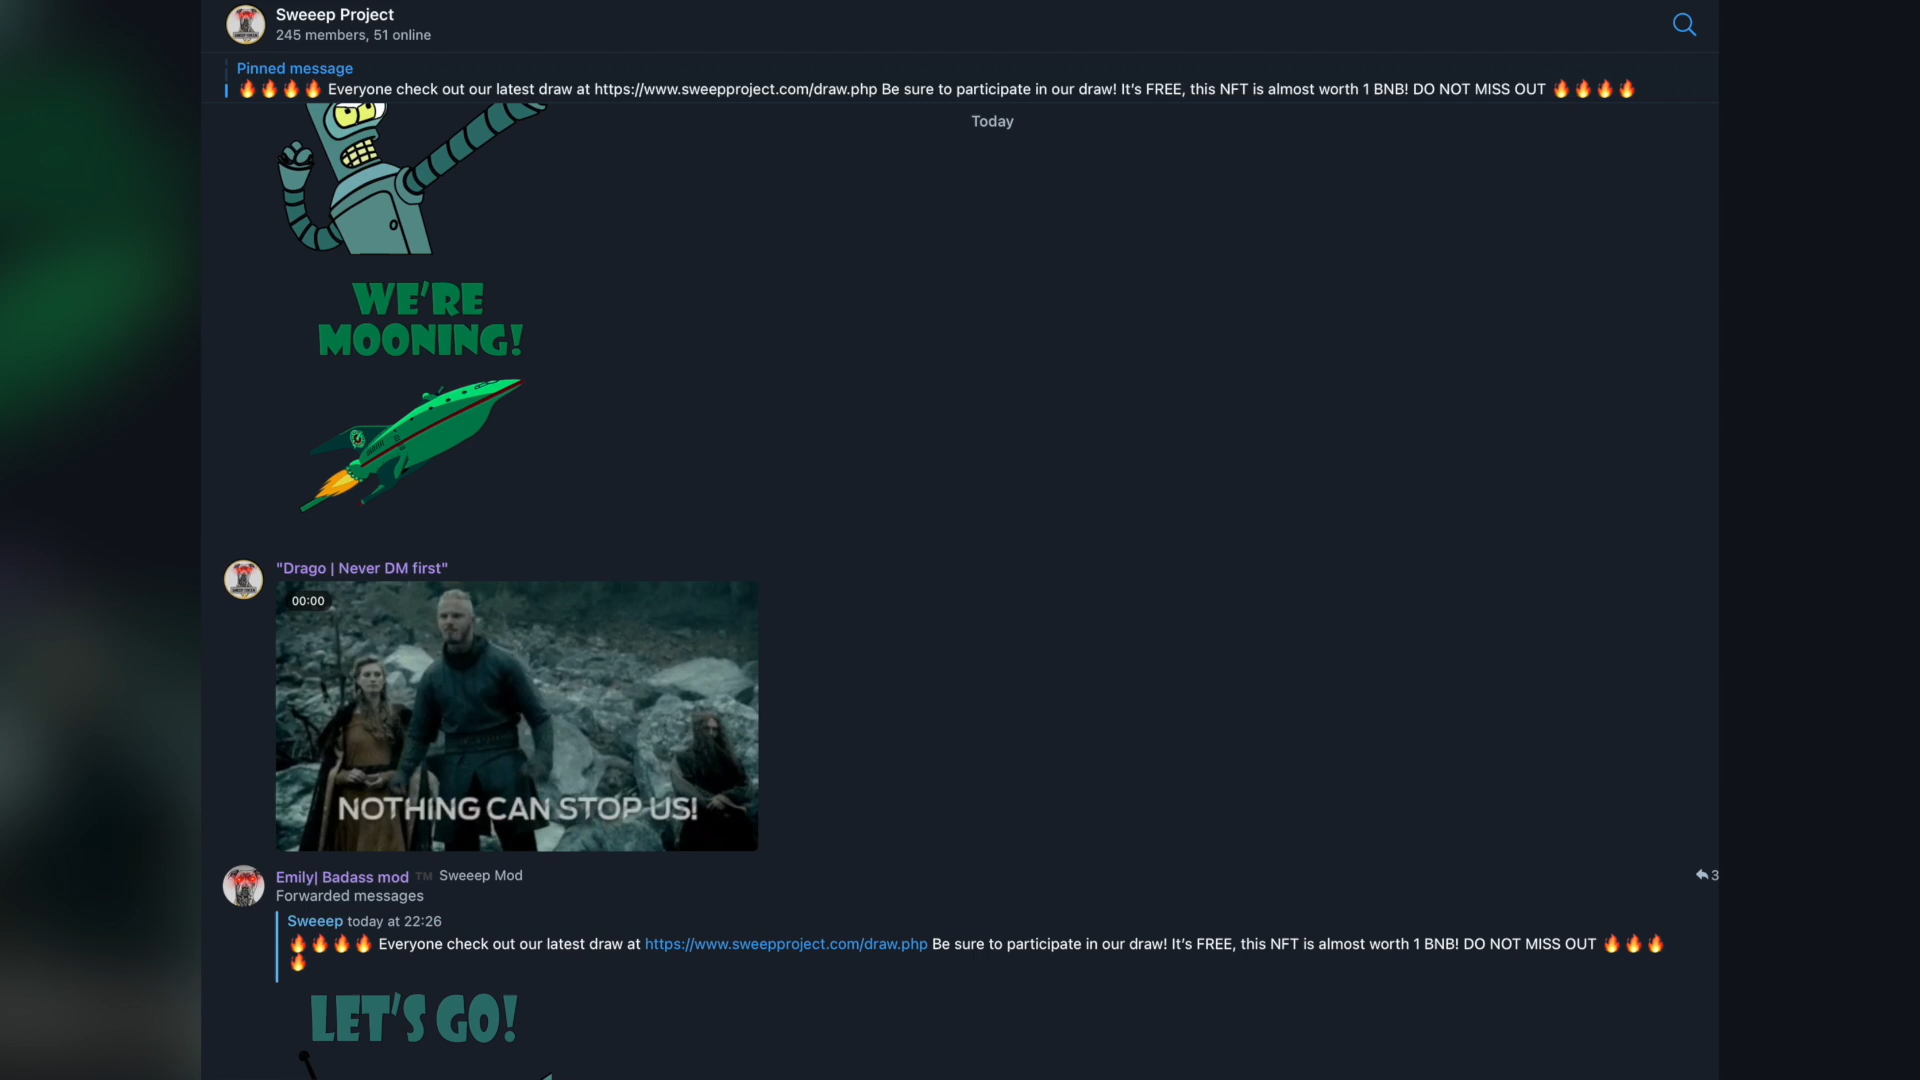 Sweeep Project
245 members, 51 online
Pinned message
🔥🔥🔥🔥 Everyone check out our latest draw at https://www.sweepproject.com/draw.php Be sure to participate in our draw! It's FREE, this NFT is almost worth 1 BNB! DO NOT MISS OUT 🔥🔥🔥🔥
Today
WE'RE
MOONING!
"Drago | Never DM first"
00:00
NOTHING CAN STOP US!
Emily| Badass mod ™ Sweeep Mod
3
Forwarded messages
Sweeep today at 22:26
🔥🔥🔥🔥 Everyone check out our latest draw at https://www.sweepproject.com/draw.php Be sure to participate in our draw! It's FREE, this NFT is almost worth 1 BNB! DO NOT MISS OUT 🔥🔥🔥
🔥
LET'S GO!